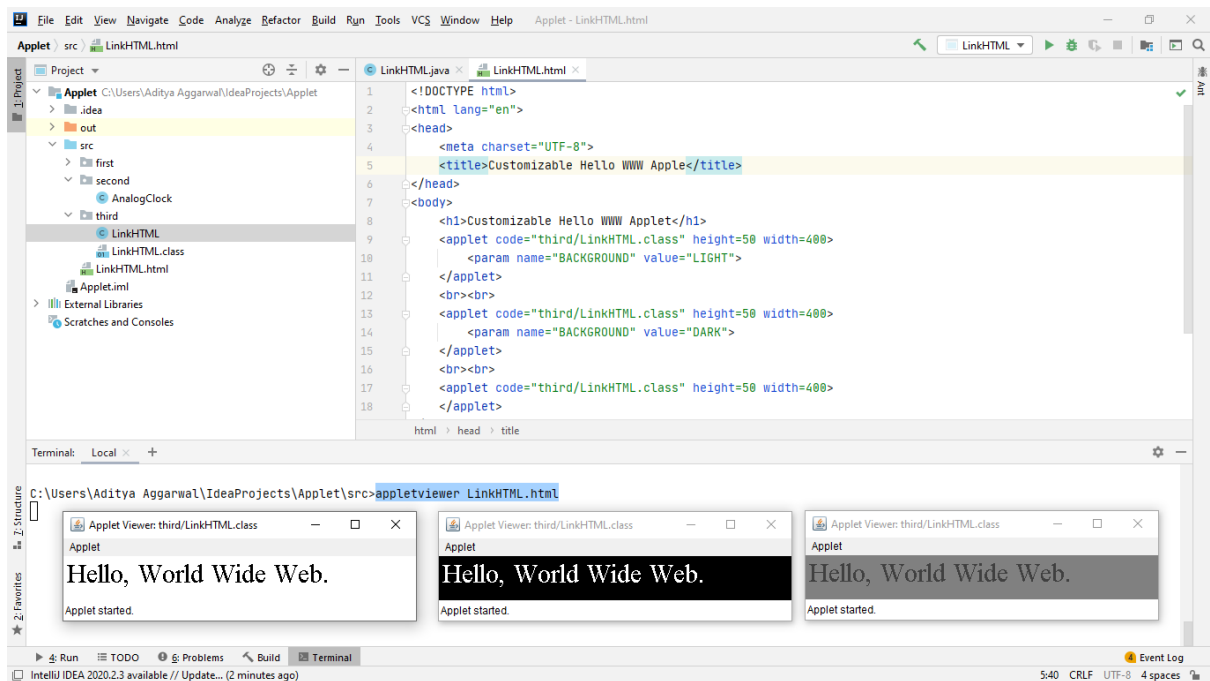 File Edit View Navigate Code Analyze Refactor Build Run Tools VCS Window Help Applet - LinkHTML.html
Applet src LinkHTML.html LinkHTML
1: Project
Project
Applet C:\Users\Aditya Aggarwal\IdeaProjects\Applet
.idea
out
src
first
second
AnalogClock
third
LinkHTML
LinkHTML.class
LinkHTML.html
Applet.iml
External Libraries
Scratches and Consoles
LinkHTML.java LinkHTML.html
1 <!DOCTYPE html>
2 <html lang="en">
3 <head>
4 <meta charset="UTF-8">
5 <title>Customizable Hello WWW Apple</title>
6 </head>
7 <body>
8 <h1>Customizable Hello WWW Applet</h1>
9 <applet code="third/LinkHTML.class" height=50 width=400>
10 <param name="BACKGROUND" value="LIGHT">
11 </applet>
12 <br><br>
13 <applet code="third/LinkHTML.class" height=50 width=400>
14 <param name="BACKGROUND" value="DARK">
15 </applet>
16 <br><br>
17 <applet code="third/LinkHTML.class" height=50 width=400>
18 </applet>
html > head > title
Ant
Terminal: Local +
C:\Users\Aditya Aggarwal\IdeaProjects\Applet\src>appletviewer LinkHTML.html
Applet Viewer: third/LinkHTML.class
Applet
Hello, World Wide Web.
Applet started.
Applet Viewer: third/LinkHTML.class
Applet
Hello, World Wide Web.
Applet started.
Applet Viewer: third/LinkHTML.class
Applet
Hello, World Wide Web.
Applet started.
7: Structure
2: Favorites
4: Run TODO 6: Problems Build Terminal 4 Event Log
IntelliJ IDEA 2020.2.3 available // Update... (2 minutes ago) 5:40 CRLF UTF-8 4 spaces